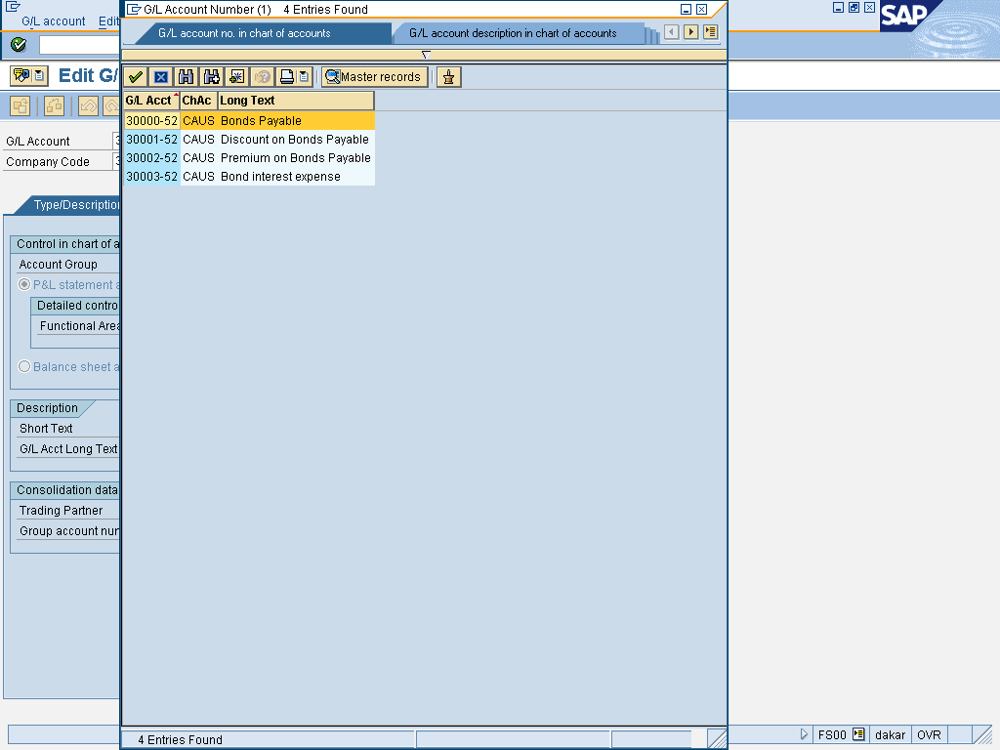 G/L Account Number (1) 4 Entries Found
G/L account Edit
SAP
G/L account no. in chart of accounts
G/L account description in chart of accounts
Edit G/
Master records
G/L Acct ChAc Long Text
30000-52 CAUS Bonds Payable
30001-52 CAUS Discount on Bonds Payable
30002-52 CAUS Premium on Bonds Payable
30003-52 CAUS Bond interest expense
G/L Account 3
Company Code 3
Type/Description
Control in chart of a
Account Group
P&L statement a
Detailed contro
Functional Area
Balance sheet a
Description
Short Text
G/L Acct Long Text
Consolidation data
Trading Partner
Group account num
4 Entries Found
FS00 dakar OVR